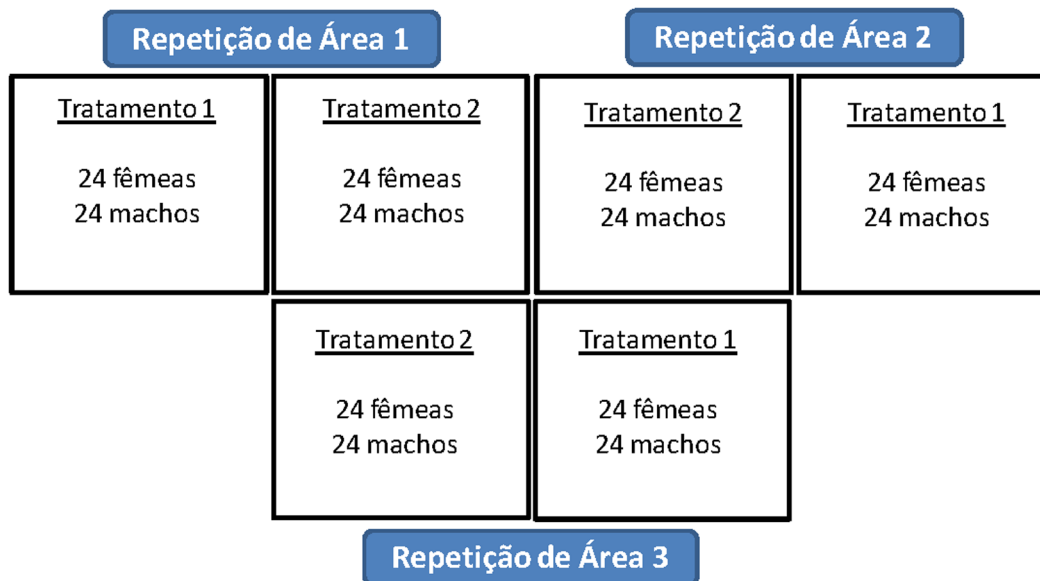 Repetição de Área 1
Repetição de Área 2
Tratamento 1
24 fêmeas
24 machos
Tratamento 2
24 fêmeas
24 machos
Tratamento 2
24 fêmeas
24 machos
Tratamento 1
24 fêmeas
24 machos
Tratamento 2
24 fêmeas
24 machos
Tratamento 1
24 fêmeas
24 machos
Repetição de Área 3